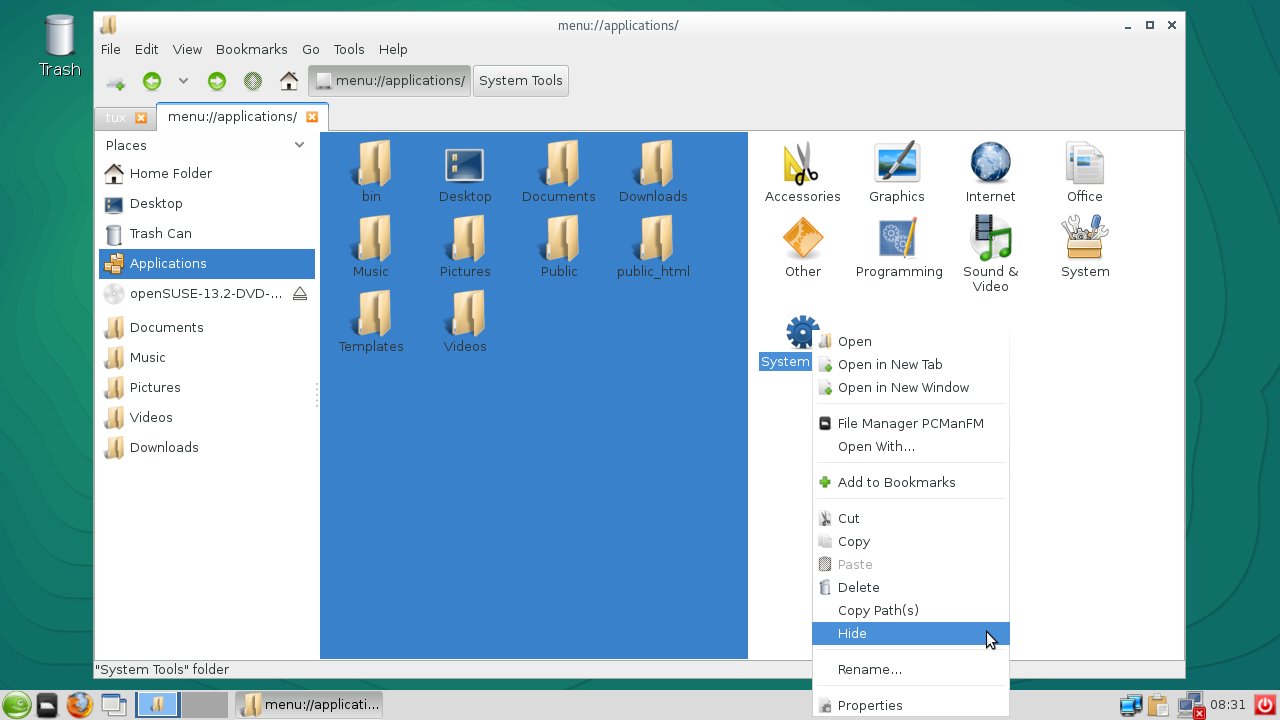 Trash
menu://applications/
File Edit View Bookmarks Go Tools Help
menu://applications/ System Tools
tux menu://applications/
Places
Home Folder
Desktop
Trash Can
Applications
openSUSE-13.2-DVD-...
Documents
Music
Pictures
Videos
Downloads
bin Desktop Documents Downloads
Music Pictures Public public_html
Templates Videos
Accessories Graphics Internet Office
Other Programming Sound & Video System
System
Open
Open in New Tab
Open in New Window
File Manager PCManFM
Open With...
Add to Bookmarks
Cut
Copy
Paste
Delete
Copy Path(s)
Hide
Rename...
Properties
"System Tools" folder
menu://applicati... 08:31